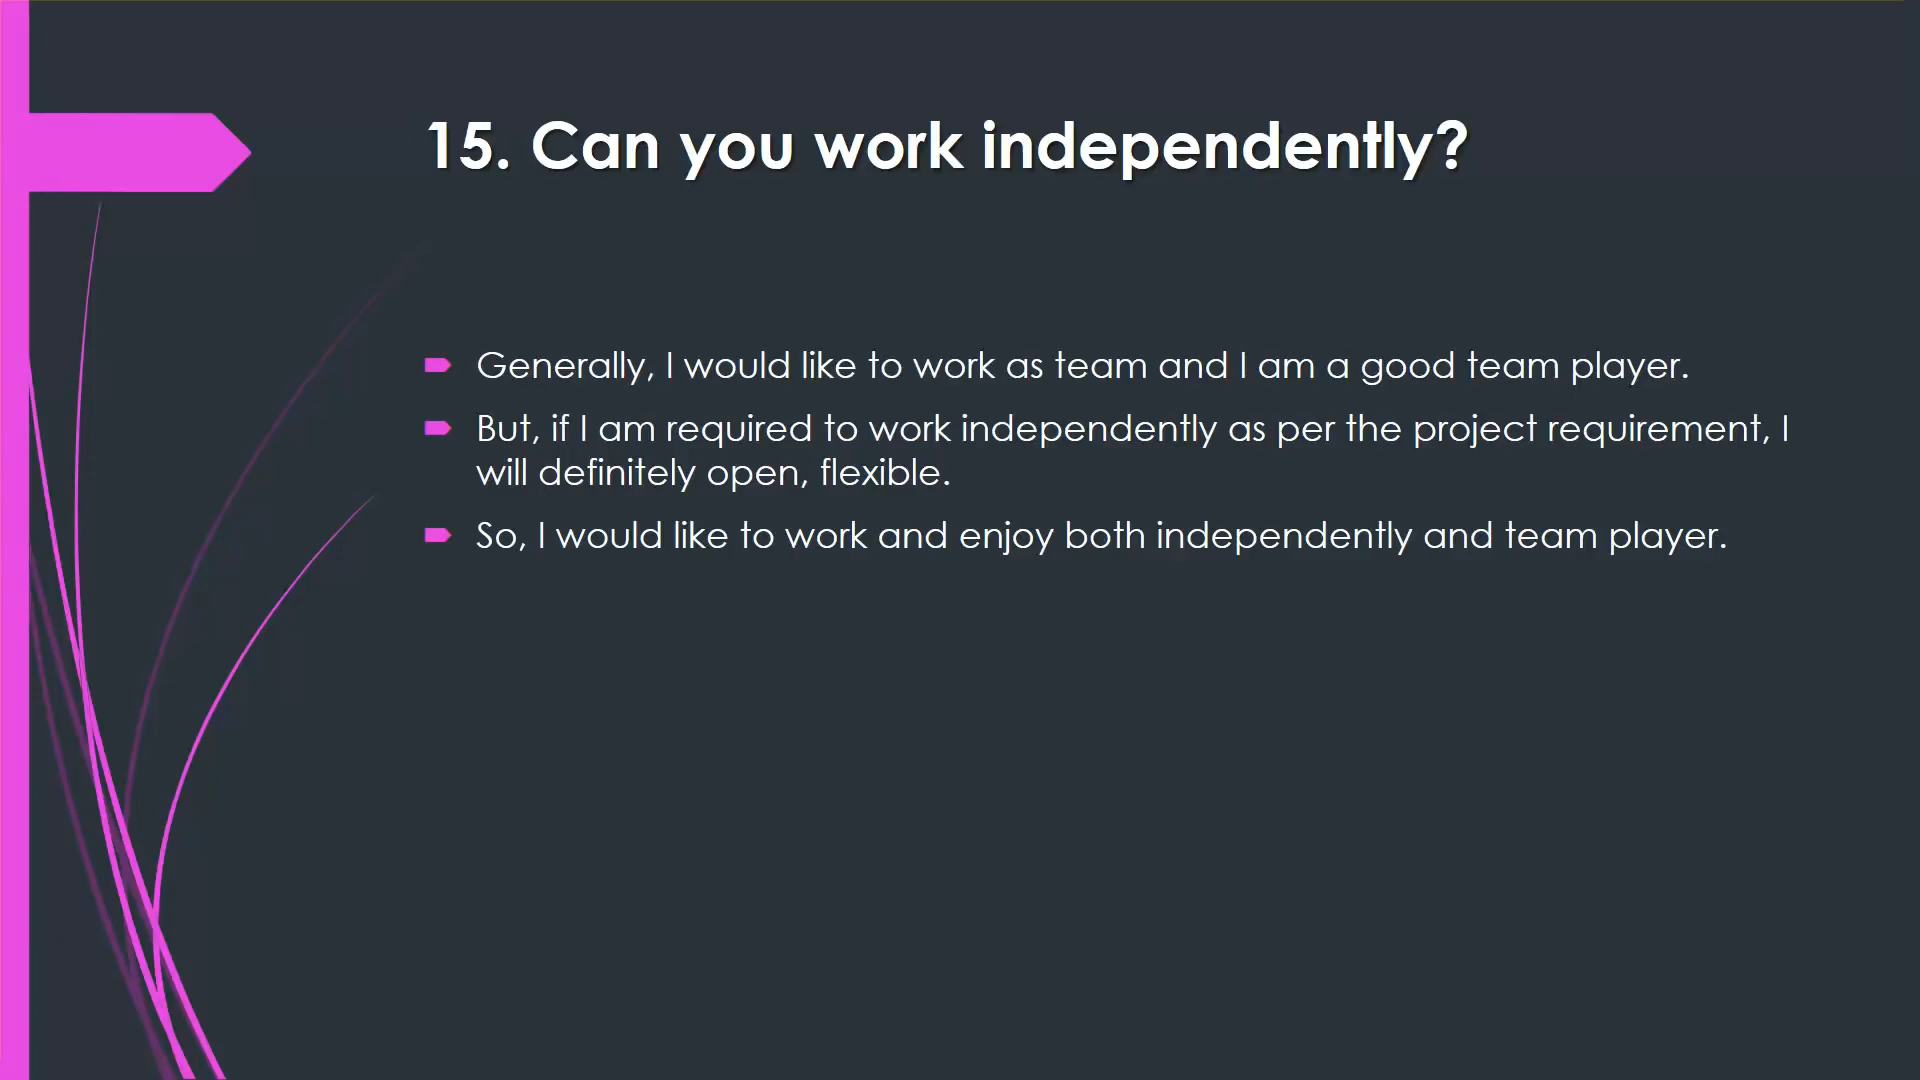 15. Can you work independently?
Generally, I would like to work as team and I am a good team player.
But, if I am required to work independently as per the project requirement, I
will definitely open, flexible.
So, I would like to work and enjoy both independently and team player.